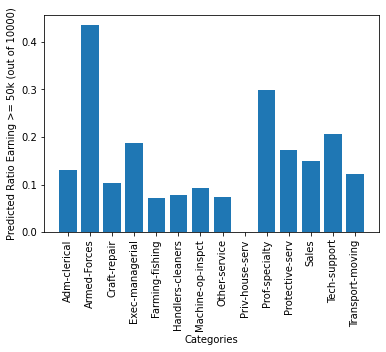 Predicted Ratio Earning >= 50k (out of 10000)
0.4
0.3
0.2
0.1
0.0
Adm-clerical
Armed-Forces
Craft-repair
Exec-managerial
Farming-fishing
Handlers-cleaners
Machine-op-inspct
Other-service
Priv-house-serv
Prof-specialty
Protective-serv
Sales
Tech-support
Transport-moving
Categories